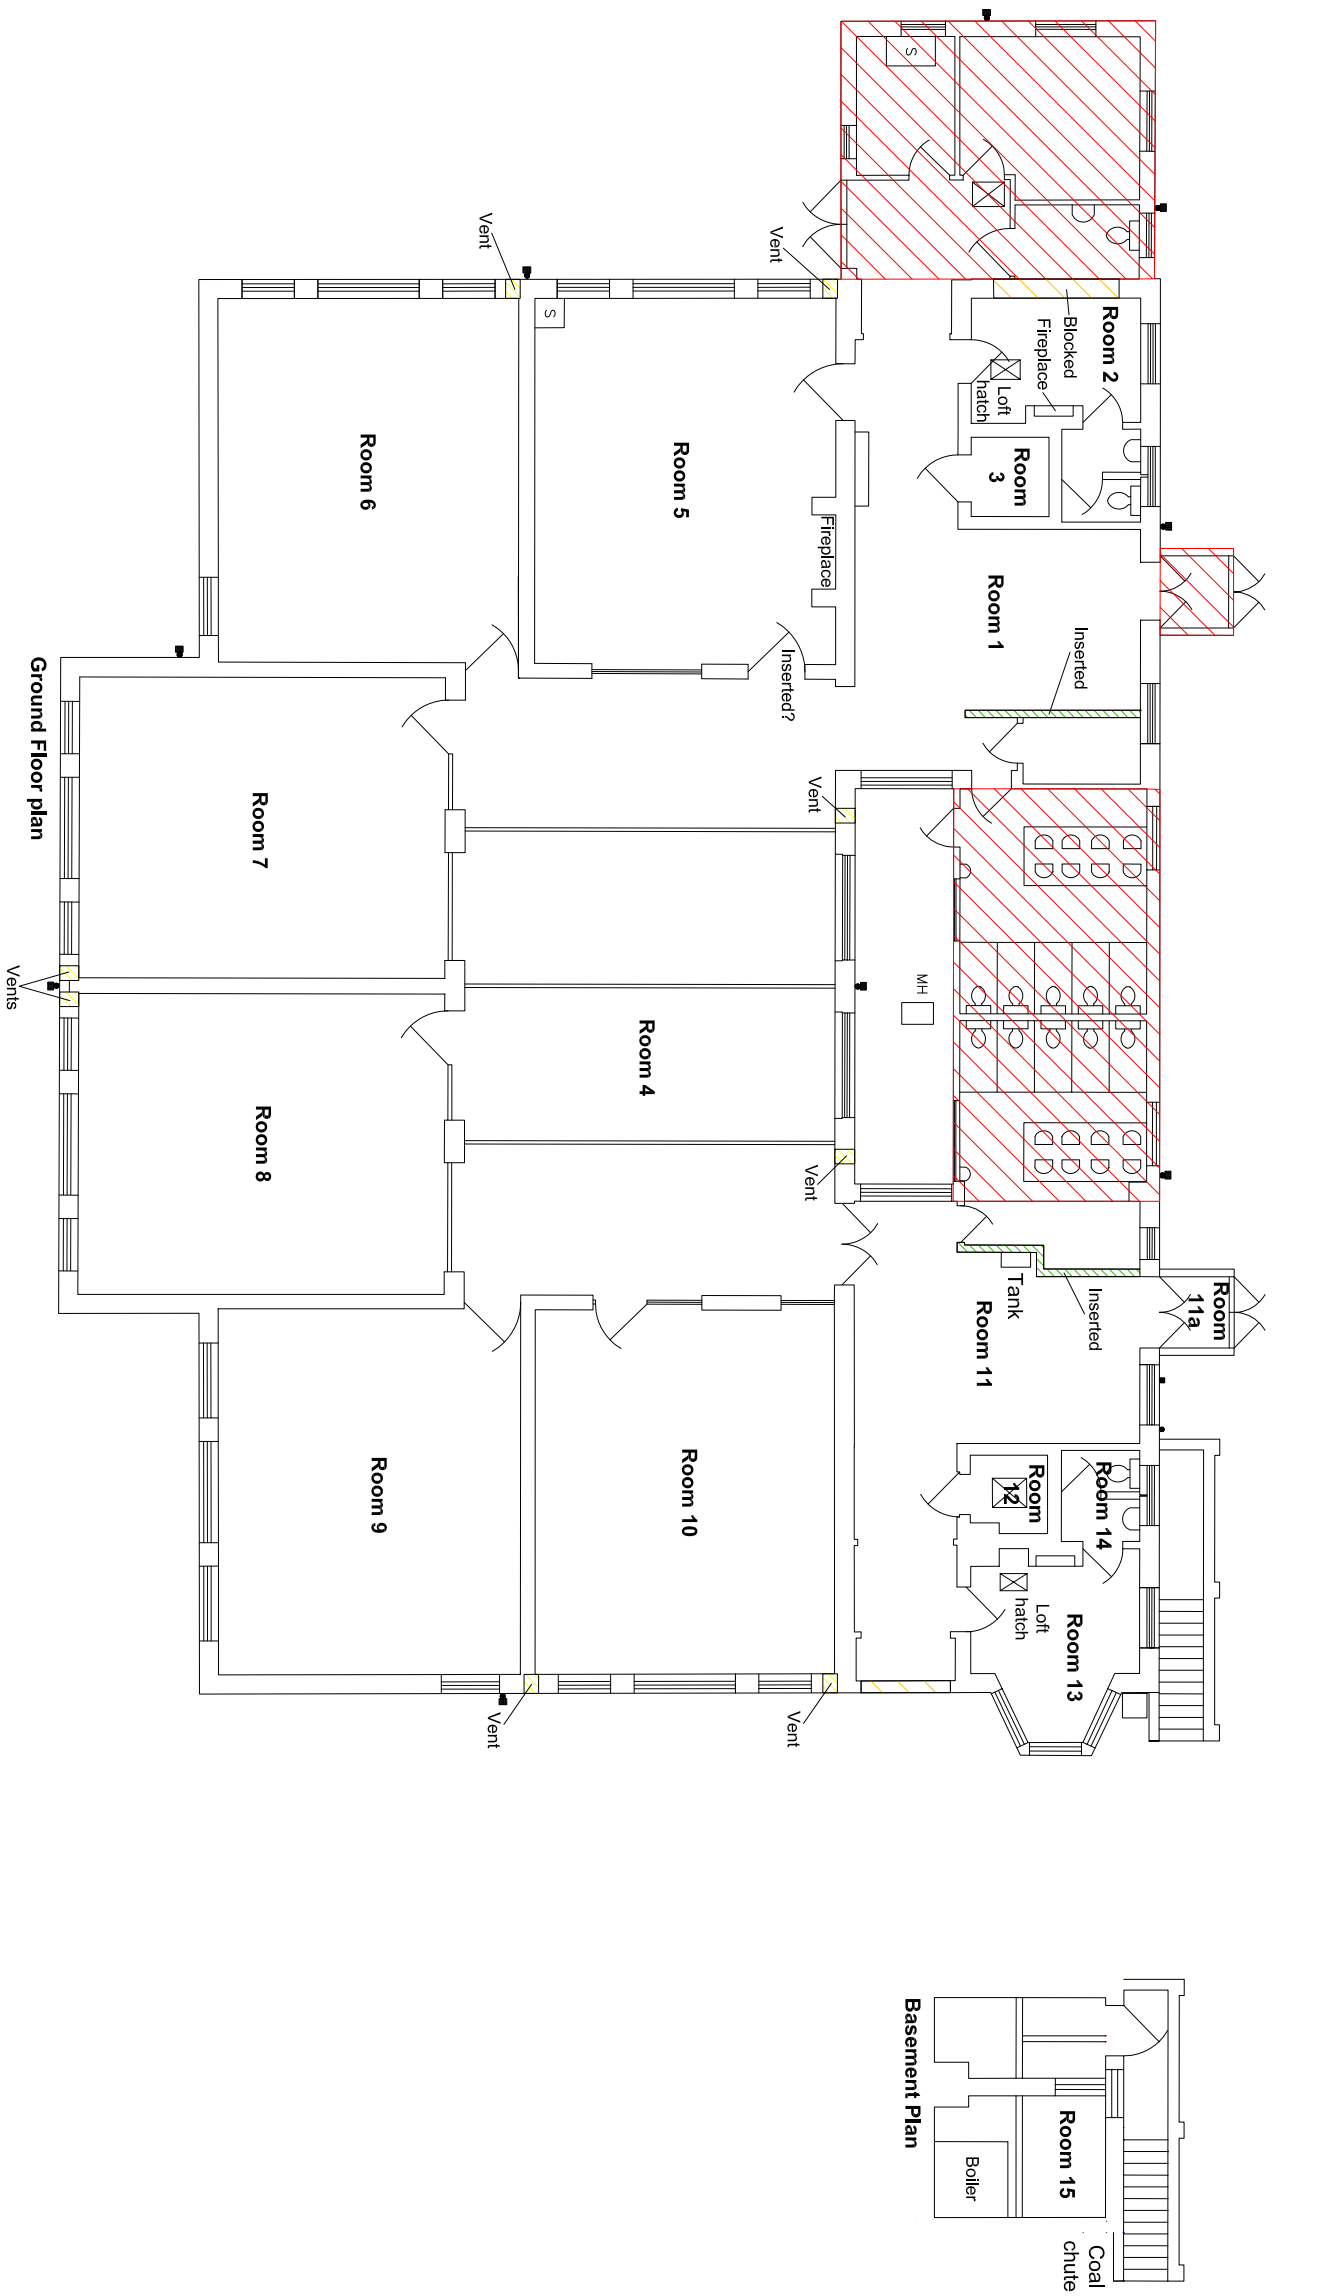 S
Vent
Vent
Room 2
Blocked
Fireplace
Loft
hatch
Room
3
S
Room 5
Room 6
Fireplace
Room 1
Inserted
Inserted?
Ground Floor plan
Room 7
Vent
Vents
MH
Room 4
Room 8
Vent
Room
11a
Inserted
Tank
Room 11
Room 14
Room
12
Room 10
Room 9
Loft
hatch
Room 13
Vent
Vent
Basement Plan
Room 15
Boiler
Coal
chute